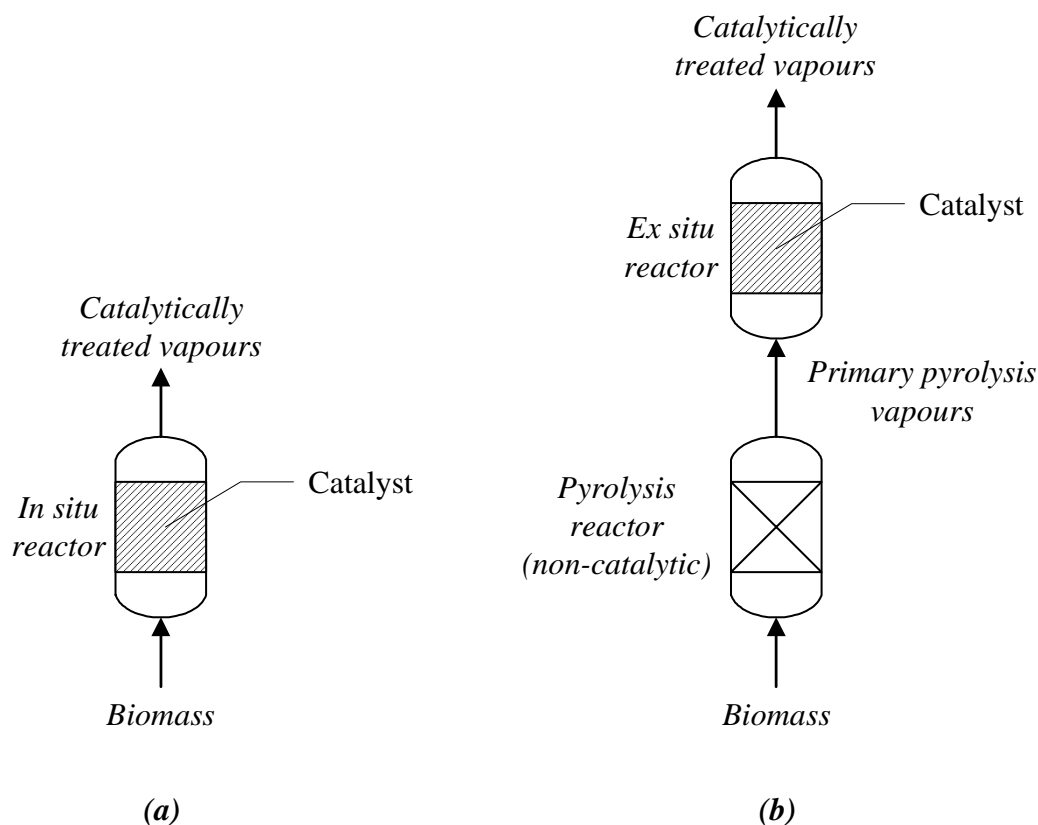 Catalytically
treated vapours
In situ
reactor
Catalyst
Biomass
(a)
Catalytically
treated vapours
Ex situ
reactor
Catalyst
Primary pyrolysis
vapours
Pyrolysis
reactor
(non-catalytic)
Biomass
(b)